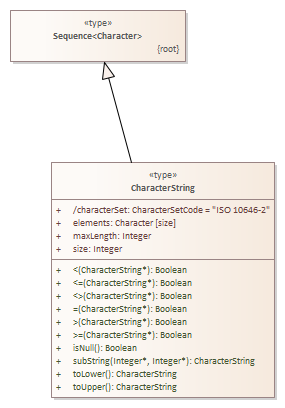 «type»
Sequence<Character>
{root}
«type»
CharacterString
+ /characterSet: CharacterSetCode = "ISO 10646-2"
+ elements: Character [size]
+ maxLength: Integer
+ size: Integer
+ <(CharacterString*): Boolean
+ <=(CharacterString*): Boolean
+ <>(CharacterString*): Boolean
+ =(CharacterString*): Boolean
+ >(CharacterString*): Boolean
+ >=(CharacterString*): Boolean
+ isNull(): Boolean
+ subString(Integer*, Integer*): CharacterString
+ toLower(): CharacterString
+ toUpper(): CharacterString